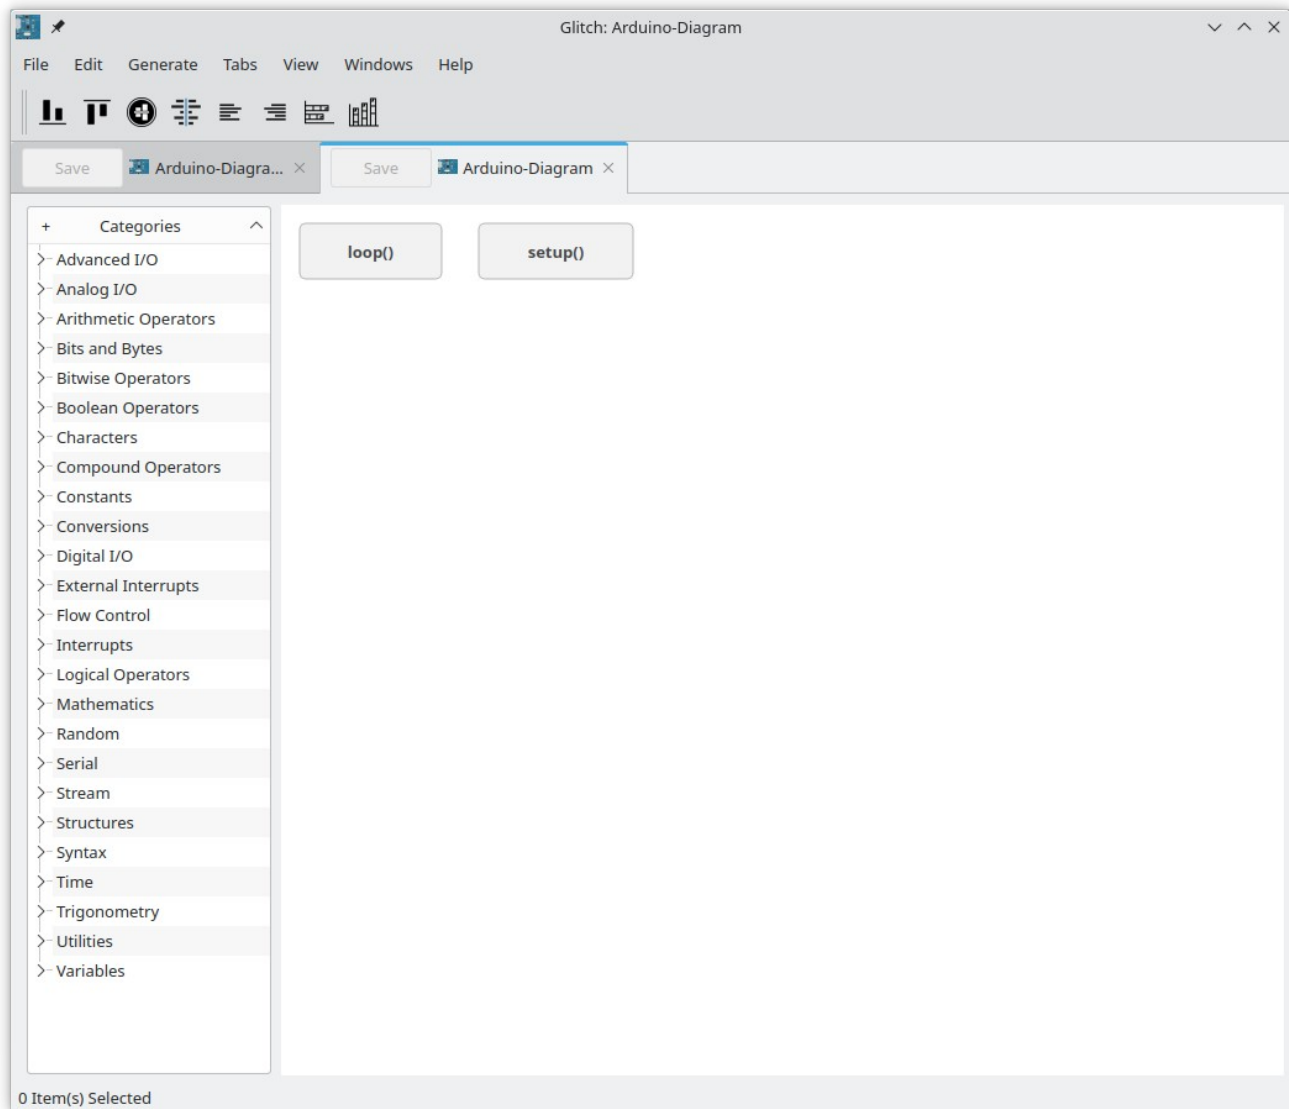 Glitch: Arduino-Diagram
File Edit Generate Tabs View Windows Help
Save Arduino-Diagra... Save Arduino-Diagram
+ Categories
Advanced I/O
Analog I/O
Arithmetic Operators
Bits and Bytes
Bitwise Operators
Boolean Operators
Characters
Compound Operators
Constants
Conversions
Digital I/O
External Interrupts
Flow Control
Interrupts
Logical Operators
Mathematics
Random
Serial
Stream
Structures
Syntax
Time
Trigonometry
Utilities
Variables
loop() setup()
0 Item(s) Selected